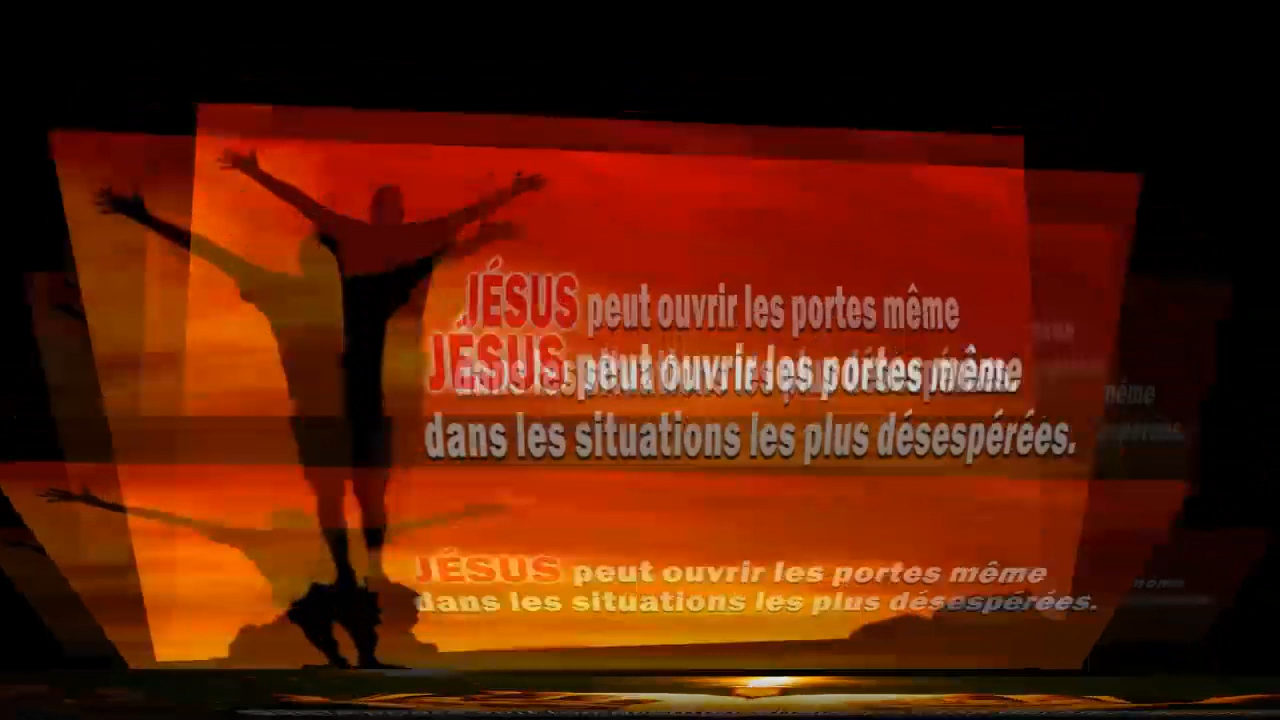 JÉSUS peut ouvrir les portes même
JÉSUS peut ouvrir les portes même
dans les situations les plus désespérées.
JÉSUS peut ouvrir les portes même
dans les situations les plus désespérées.
même